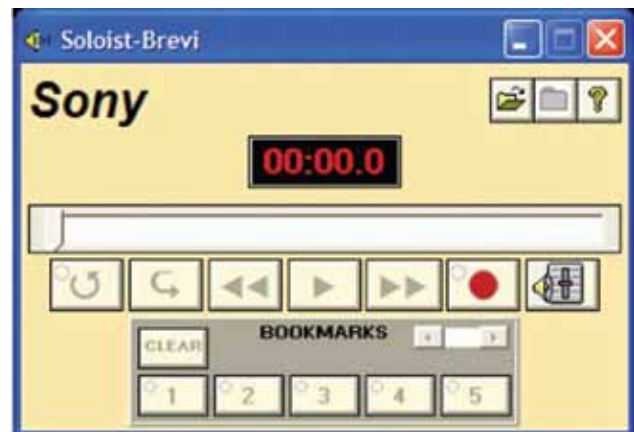 Soloist-Brevi
Sony
00:00.0
BOOKMARKS
CLEAR
1 2 3 4 5